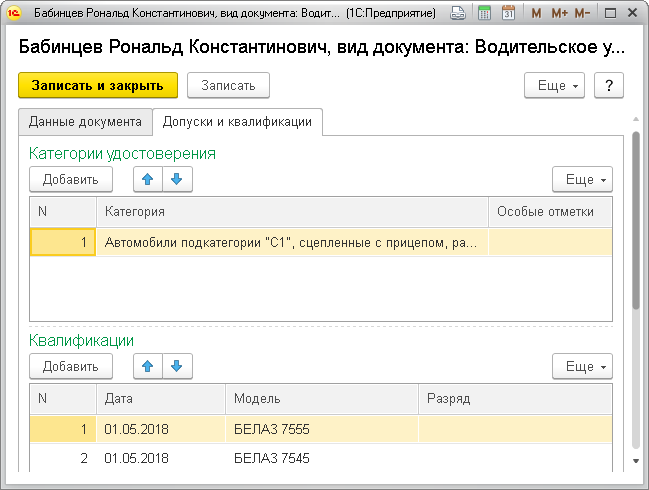 Бабинцев Рональд Константинович, вид документа: Водит... (1С:Предприятие) 31 M M+ M-
Бабинцев Рональд Константинович, вид документа: Водительское у...
Записать и закрыть Записать Еще ?
Данные документа Допуски и квалификации
Категории удостоверения
Добавить Еще
N Категория Особые отметки
1 Автомобили подкатегории "C1", сцепленные с прицепом, ра...
Квалификации
Добавить Еще
N Дата Модель Разряд
1 01.05.2018 БЕЛАЗ 7555
2 01.05.2018 БЕЛАЗ 7545